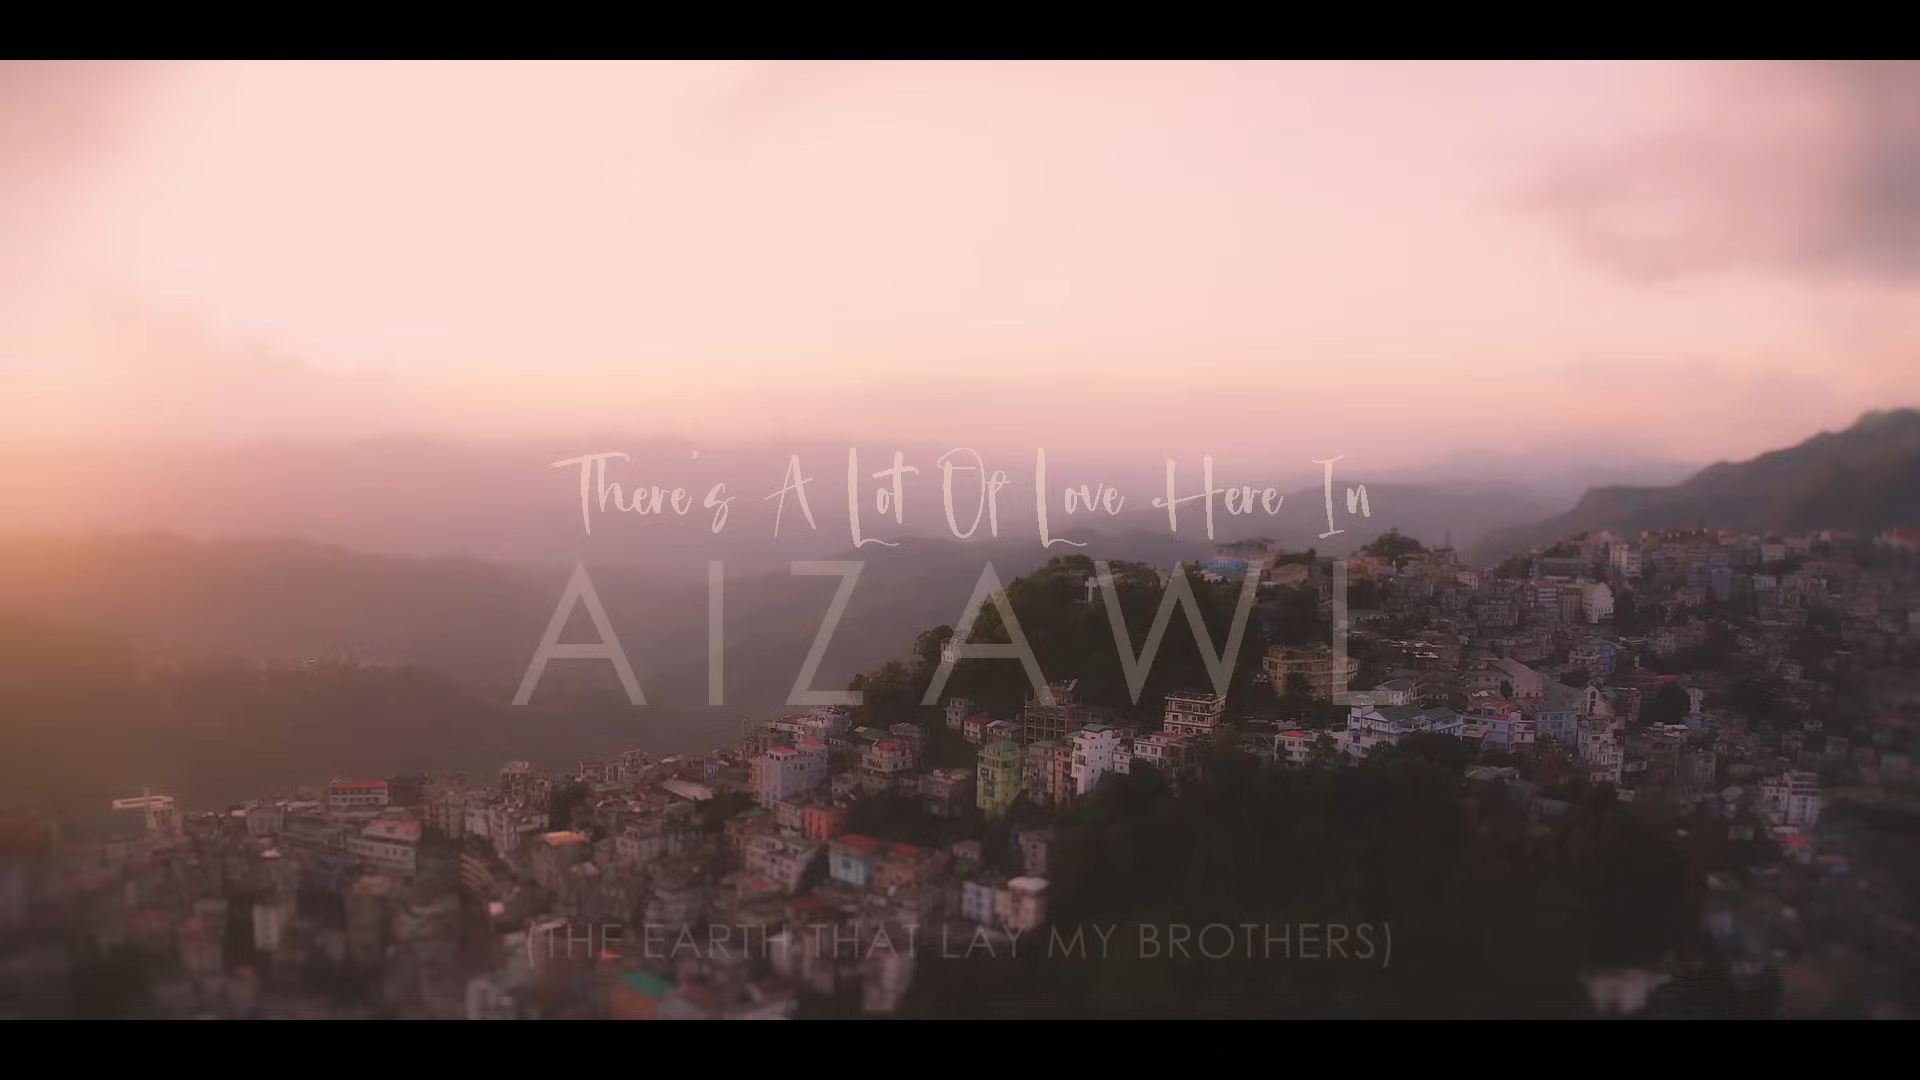 There's A Lot Of Love Here In
AIZAWL
(THE EARTH THAT LAY MY BROTHERS)